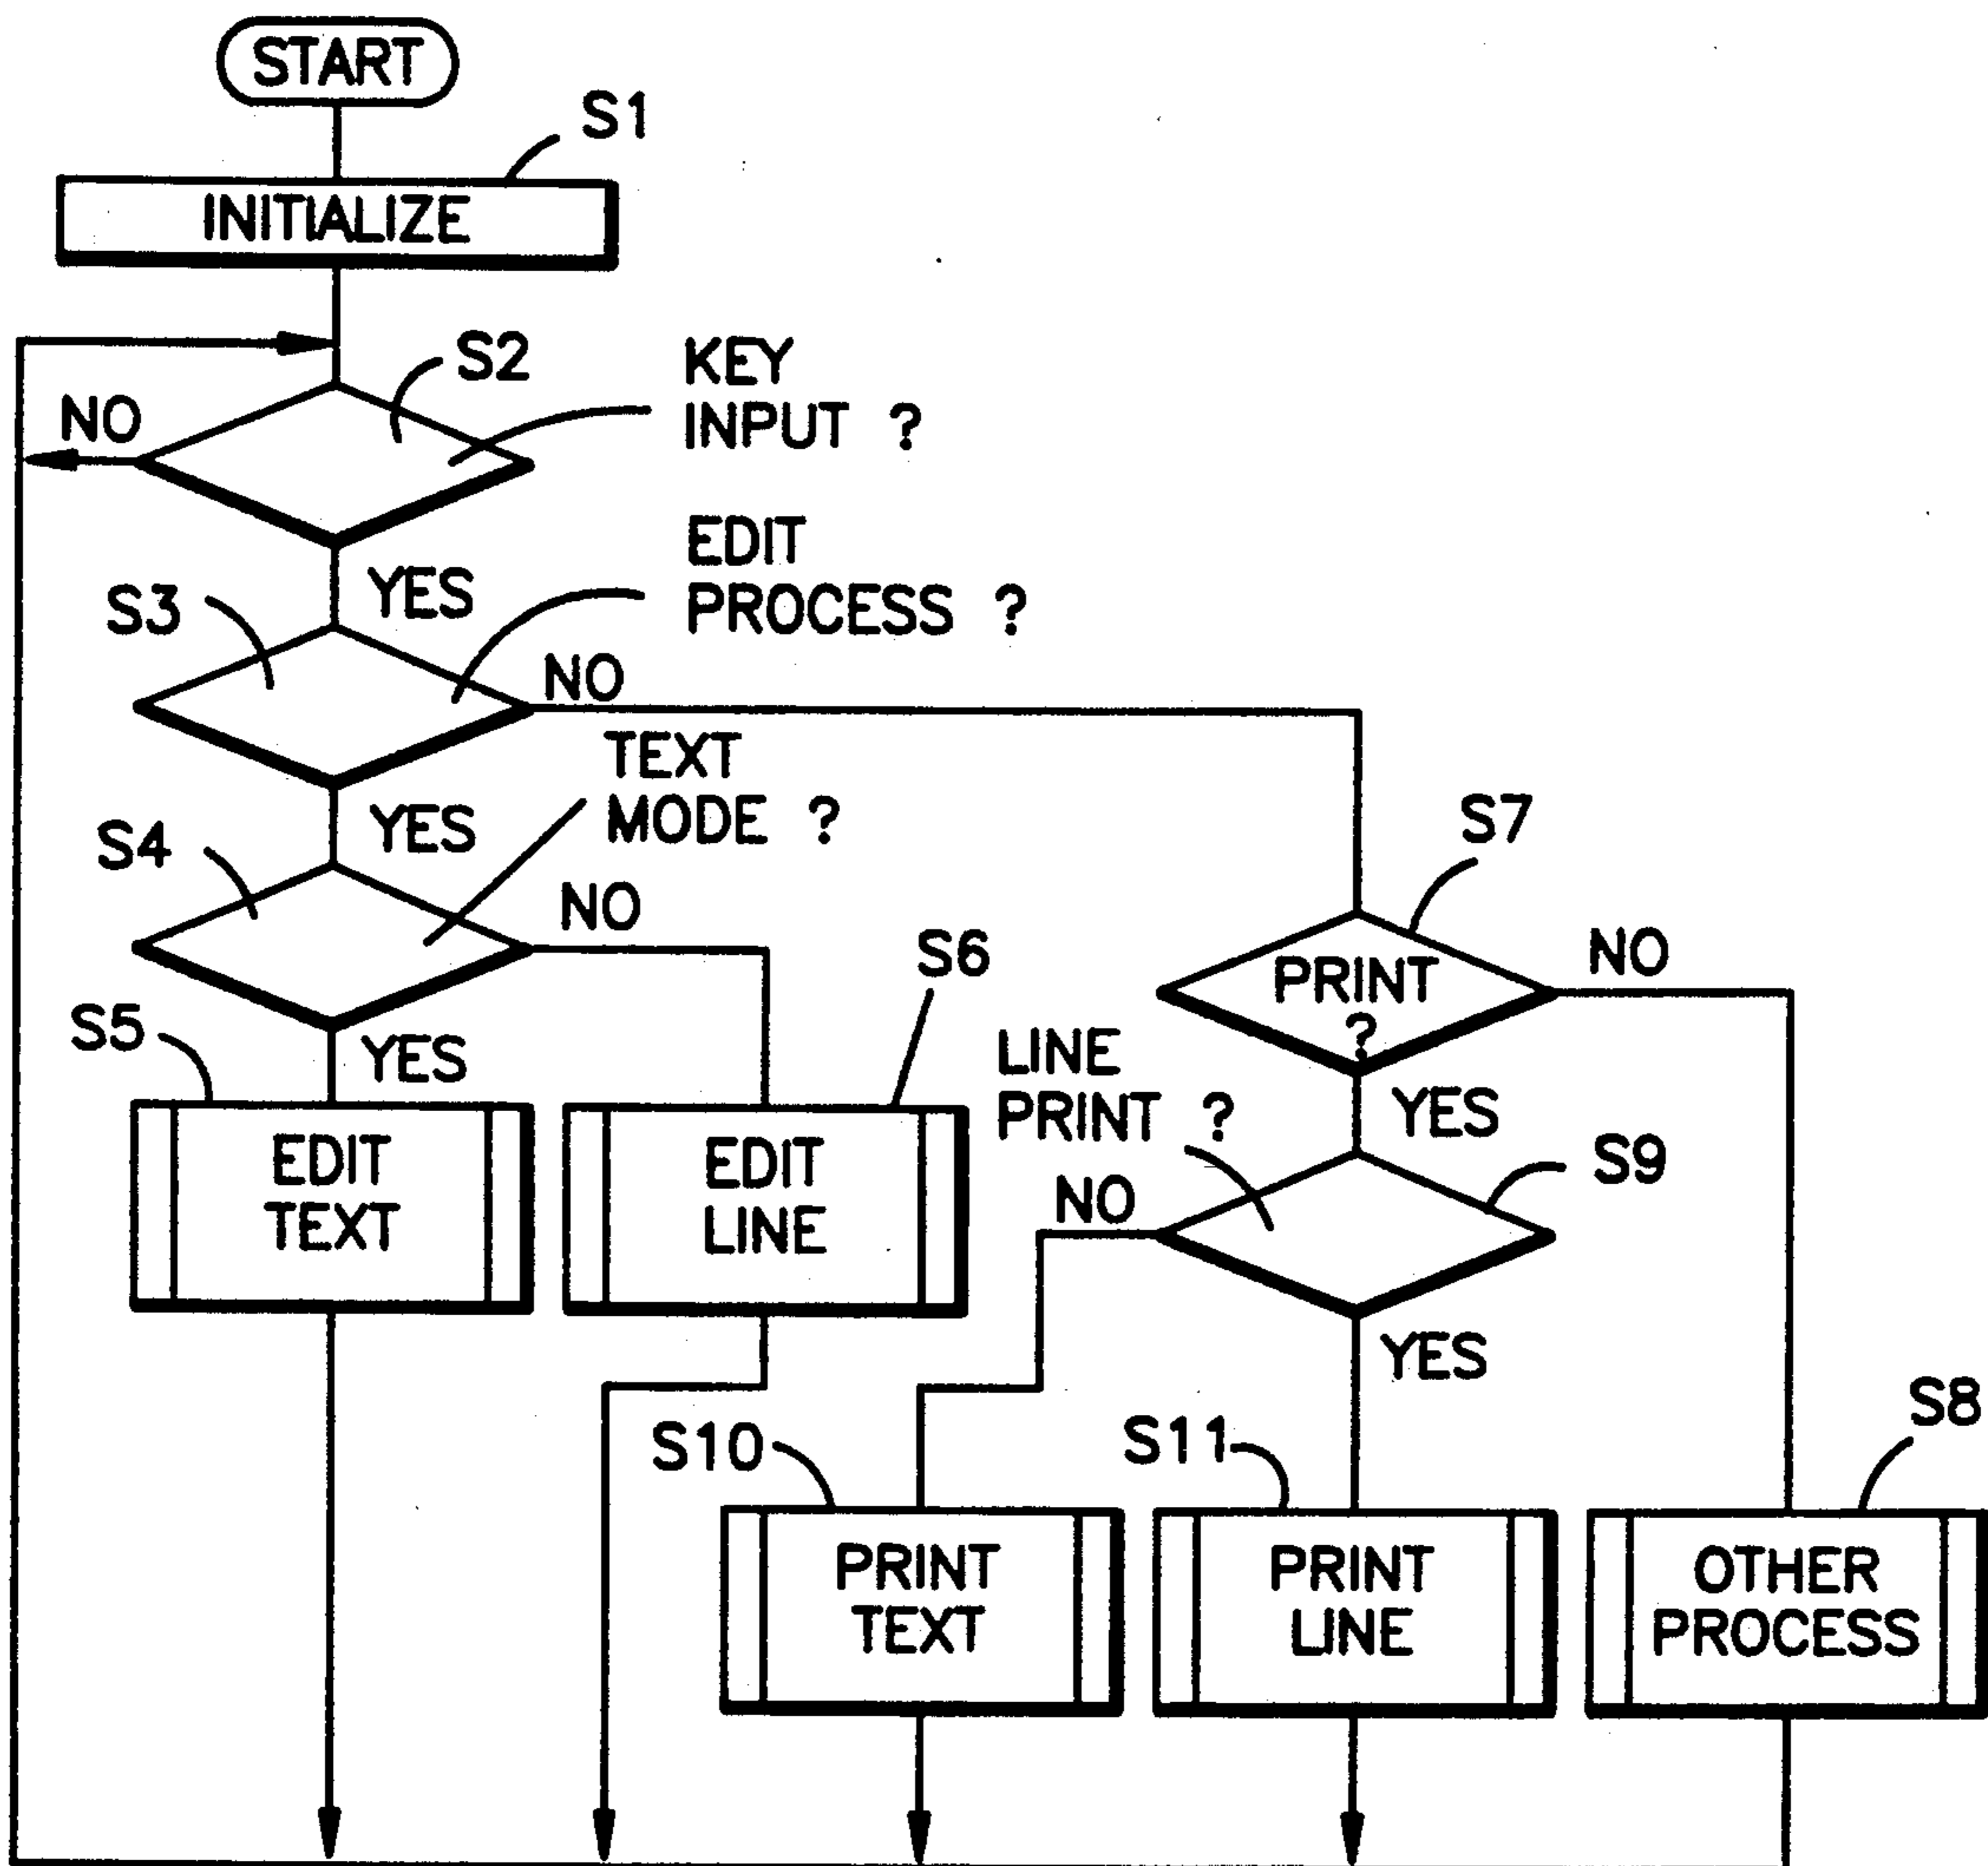 START
S1
INITIALIZE
S2
KEY
INPUT ?
NO
EDIT
PROCESS ?
YES
S3
NO
TEXT
MODE ?
YES
S4
NO
S7
S6
NO
PRINT
?
S5
YES
LINE
PRINT ?
YES
S9
EDIT
TEXT
EDIT
LINE
NO
YES
S8
S10
S11
PRINT
TEXT
PRINT
LINE
OTHER
PROCESS